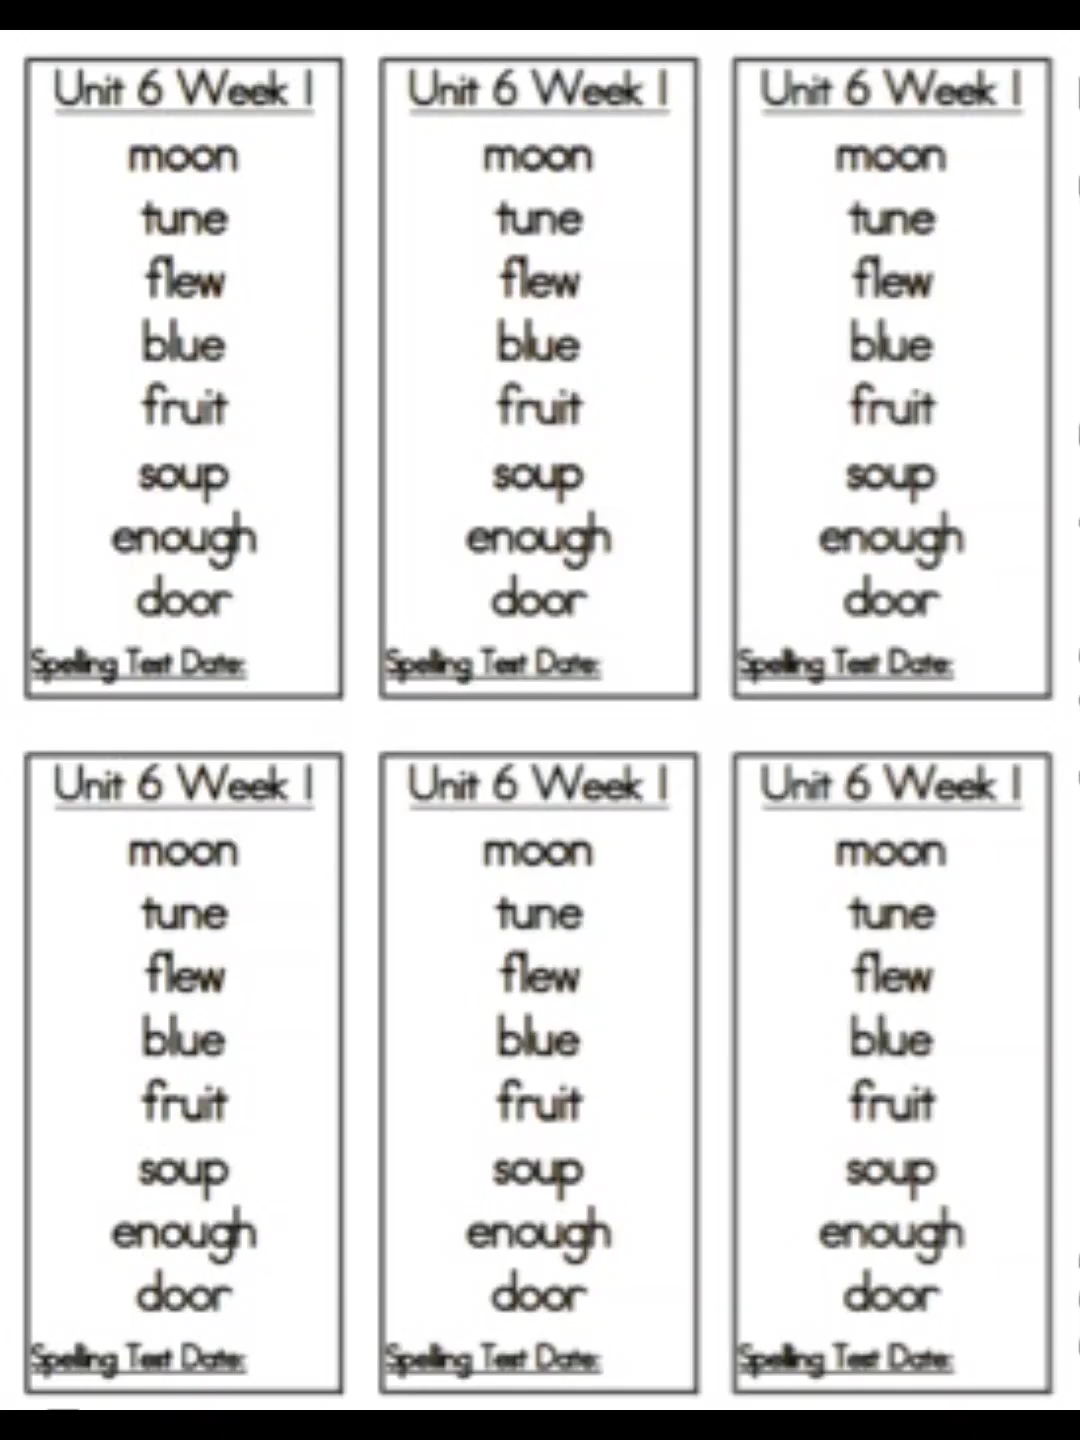 Unit 6 Week 1
moon
tune
flew
blue
fruit
soup
enough
door
Spelling Test Date:
Unit 6 Week 1
moon
tune
flew
blue
fruit
soup
enough
door
Spelling Test Date:
Unit 6 Week 1
moon
tune
flew
blue
fruit
soup
enough
door
Spelling Test Date:
Unit 6 Week 1
moon
tune
flew
blue
fruit
soup
enough
door
Spelling Test Date:
Unit 6 Week 1
moon
tune
flew
blue
fruit
soup
enough
door
Spelling Test Date:
Unit 6 Week 1
moon
tune
flew
blue
fruit
soup
enough
door
Spelling Test Date: